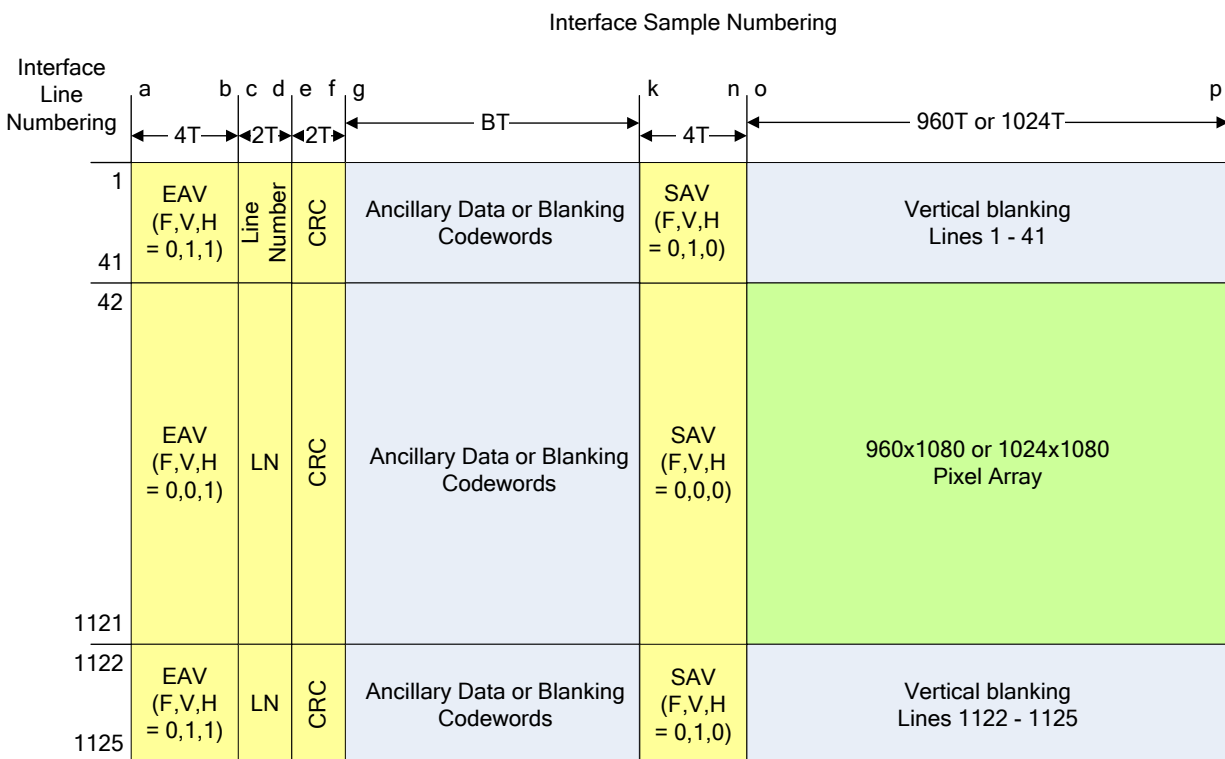 Interface Sample Numbering
Interface
Line
Numbering
a b c d e f g k n o p
4T 2T 2T BT 4T 960T or 1024T
1
41
EAV
(F,V,H
= 0,1,1)
Line
Number
CRC
Ancillary Data or Blanking
Codewords
SAV
(F,V,H
= 0,1,0)
Vertical blanking
Lines 1 - 41
42
1121
EAV
(F,V,H
= 0,0,1)
LN
CRC
Ancillary Data or Blanking
Codewords
SAV
(F,V,H
= 0,0,0)
960x1080 or 1024x1080
Pixel Array
1122
1125
EAV
(F,V,H
= 0,1,1)
LN
CRC
Ancillary Data or Blanking
Codewords
SAV
(F,V,H
= 0,1,0)
Vertical blanking
Lines 1122 - 1125